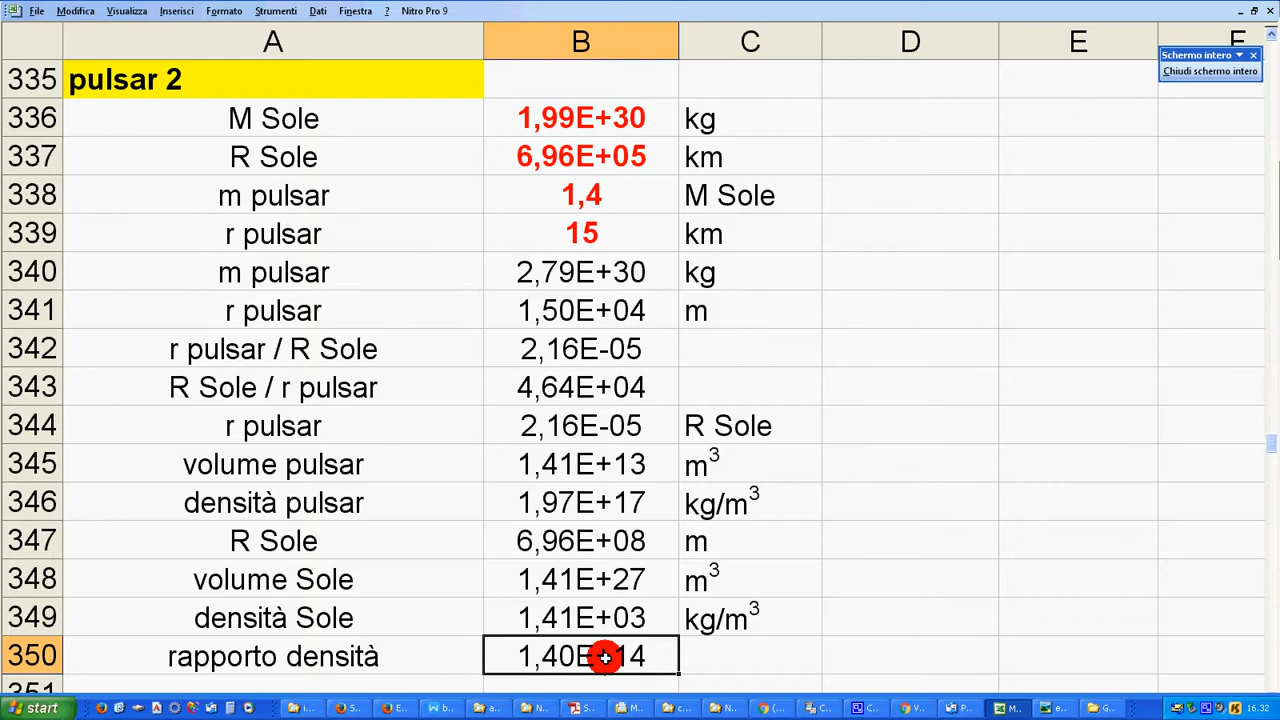 File Modifica Visualizza Inserisci Formato Strumenti Dati Finestra ? Nitro Pro 9
A B C D E F
Schermo intero
Chiudi schermo intero
335 pulsar 2
336 M Sole 1,99E+30 kg
337 R Sole 6,96E+05 km
338 m pulsar 1,4 M Sole
339 r pulsar 15 km
340 m pulsar 2,79E+30 kg
341 r pulsar 1,50E+04 m
342 r pulsar / R Sole 2,16E-05
343 R Sole / r pulsar 4,64E+04
344 r pulsar 2,16E-05 R Sole
345 volume pulsar 1,41E+13 m³
346 densità pulsar 1,97E+17 kg/m³
347 R Sole 6,96E+08 m
348 volume Sole 1,41E+27 m³
349 densità Sole 1,41E+03 kg/m³
350 rapporto densità 1,40E+14
351
start i... S... E... b... a... N... S... M... c... N... ( ... C... C... V... P... M... e... G... 16.32